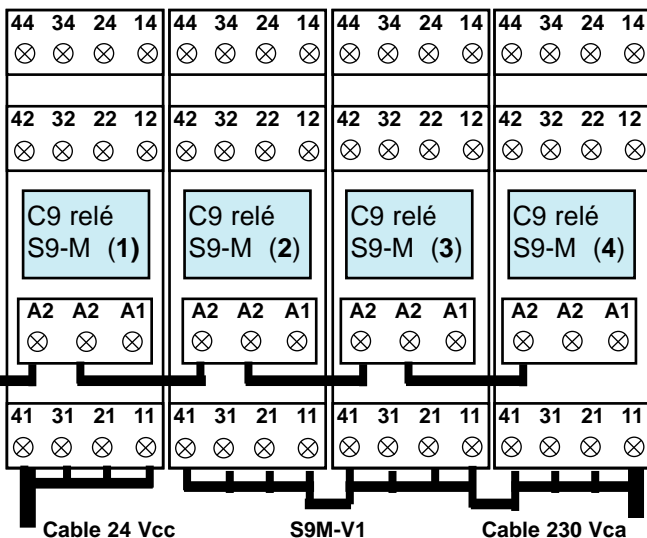 44 34 24 14 44 34 24 14 44 34 24 14 44 34 24 14
42 32 22 12 42 32 22 12 42 32 22 12 42 32 22 12
C9 relé C9 relé C9 relé C9 relé
S9-M (1) S9-M (2) S9-M (3) S9-M (4)
A2 A2 A1 A2 A2 A1 A2 A2 A1 A2 A2 A1
41 31 21 11 41 31 21 11 41 31 21 11 41 31 21 11
Cable 24 Vcc S9M-V1 Cable 230 Vca